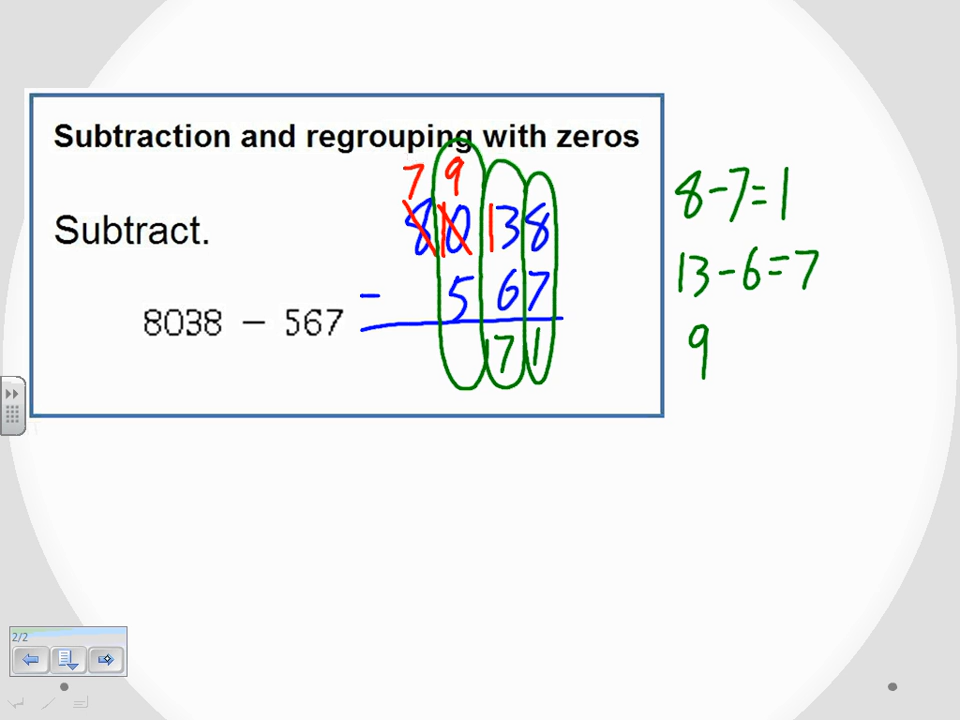 Subtraction and regrouping with zeros
7 9
Subtract.
8 10 13 8
- 5 6 7
8038 - 567
7 1
8-7=1
13-6=7
9
2/2